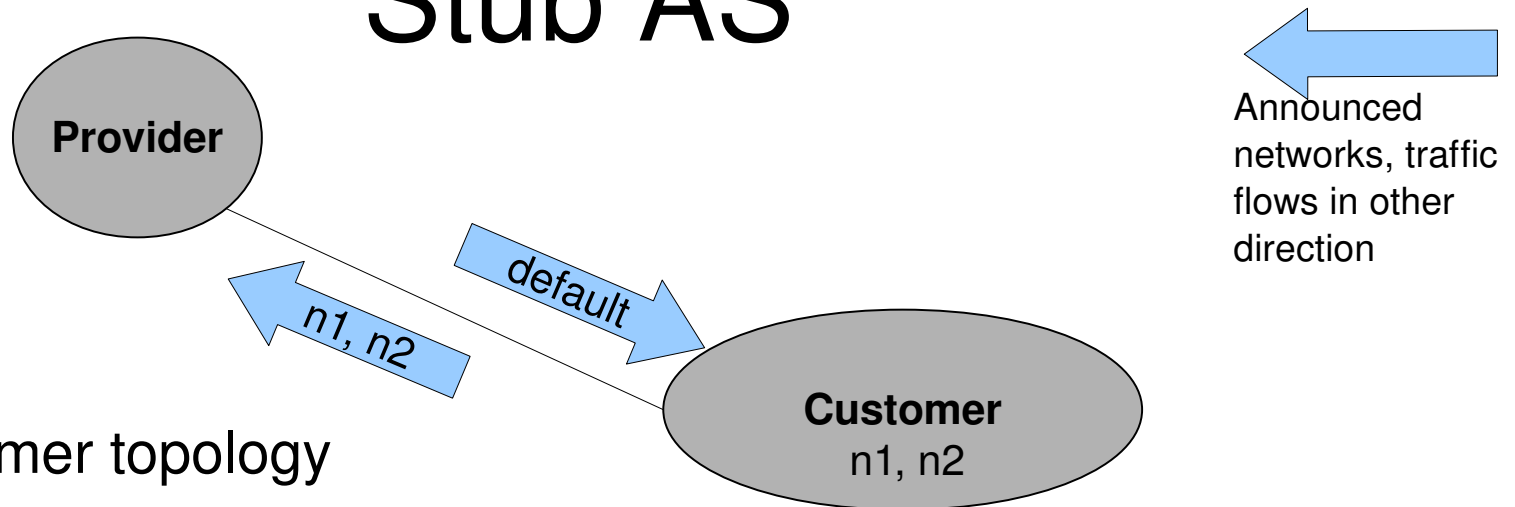 Stub AS
Provider
Announced
networks, traffic
flows in other
direction
default
n1, n2
Customer
n1, n2
mer topology